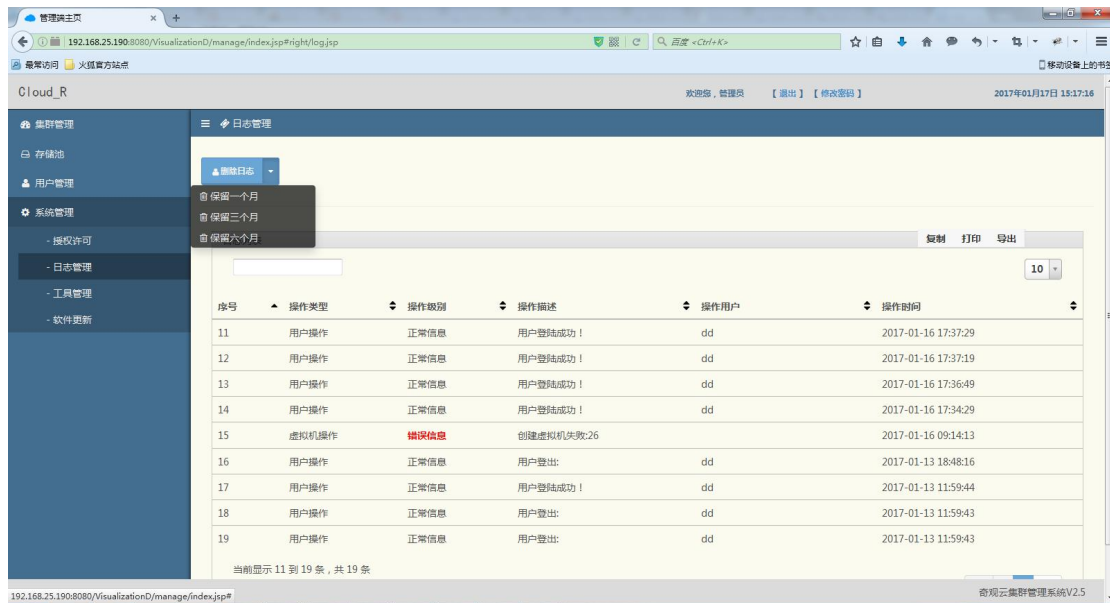 管理端主页 × +
192.168.25.190:8080/VisualizationD/manage/index.jsp#right/log.jsp 百度 <Ctrl+K>
最常访问 火狐官方站点 移动设备上的书签
Cloud_R 欢迎您，管理员 【退出】 【修改密码】 2017年01月17日 15:17:16
集群管理
存储池
用户管理
系统管理
- 授权许可
- 日志管理
- 工具管理
- 软件更新
日志管理
删除日志
保留一个月
保留三个月
保留六个月
复制 打印 导出
10
序号 操作类型 操作级别 操作描述 操作用户 操作时间
11 用户操作 正常信息 用户登陆成功！ dd 2017-01-16 17:37:29
12 用户操作 正常信息 用户登陆成功！ dd 2017-01-16 17:37:19
13 用户操作 正常信息 用户登陆成功！ dd 2017-01-16 17:36:49
14 用户操作 正常信息 用户登陆成功！ dd 2017-01-16 17:34:29
15 虚拟机操作 错误信息 创建虚拟机失败:26 2017-01-16 09:14:13
16 用户操作 正常信息 用户登出: dd 2017-01-13 18:48:16
17 用户操作 正常信息 用户登陆成功！ dd 2017-01-13 11:59:44
18 用户操作 正常信息 用户登出: dd 2017-01-13 11:59:43
19 用户操作 正常信息 用户登出: dd 2017-01-13 11:59:43
当前显示 11 到 19 条，共 19 条
192.168.25.190:8080/VisualizationD/manage/index.jsp# 奇观云集群管理系统V2.5